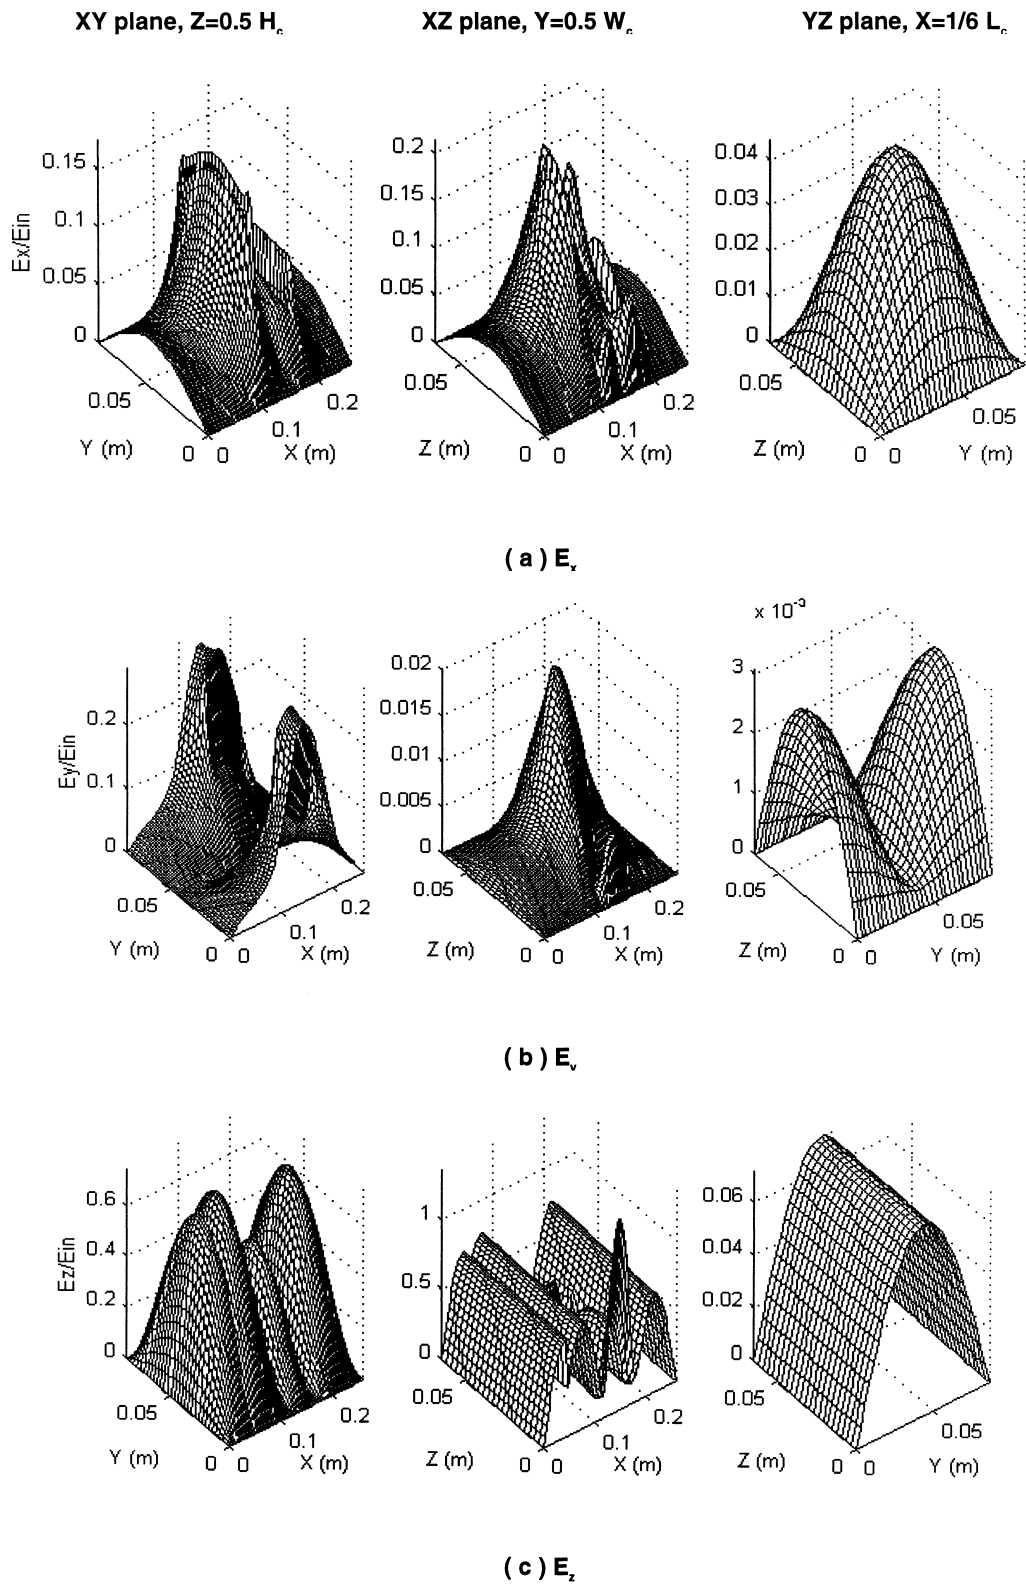 XY plane, Z=0.5 Hc
XZ plane, Y=0.5 Wc
YZ plane, X=1/6 Lc
Ex/Ein
0.15
0.1
0.05
0
0.05
Y (m)
0
0
0.1
0.2
X (m)
0.2
0.15
0.1
0.05
0
0.05
Z (m)
0
0
0.1
0.2
X (m)
0.04
0.03
0.02
0.01
0
0.05
Z (m)
0
0
0.05
Y (m)
( a ) Ex
Ey/Ein
0.2
0.1
0
0.05
Y (m)
0
0
0.1
0.2
X (m)
0.02
0.015
0.01
0.005
0
0.05
Z (m)
0
0
0.1
0.2
X (m)
x 10-3
3
2
1
0
0.05
Z (m)
0
0
0.05
Y (m)
( b ) Ey
Ez/Ein
0.6
0.4
0.2
0
0.05
Y (m)
0
0
0.1
0.2
X (m)
1
0.5
0
0.05
Z (m)
0
0
0.1
0.2
X (m)
0.06
0.04
0.02
0
0.05
Z (m)
0
0
0.05
Y (m)
( c ) Ez